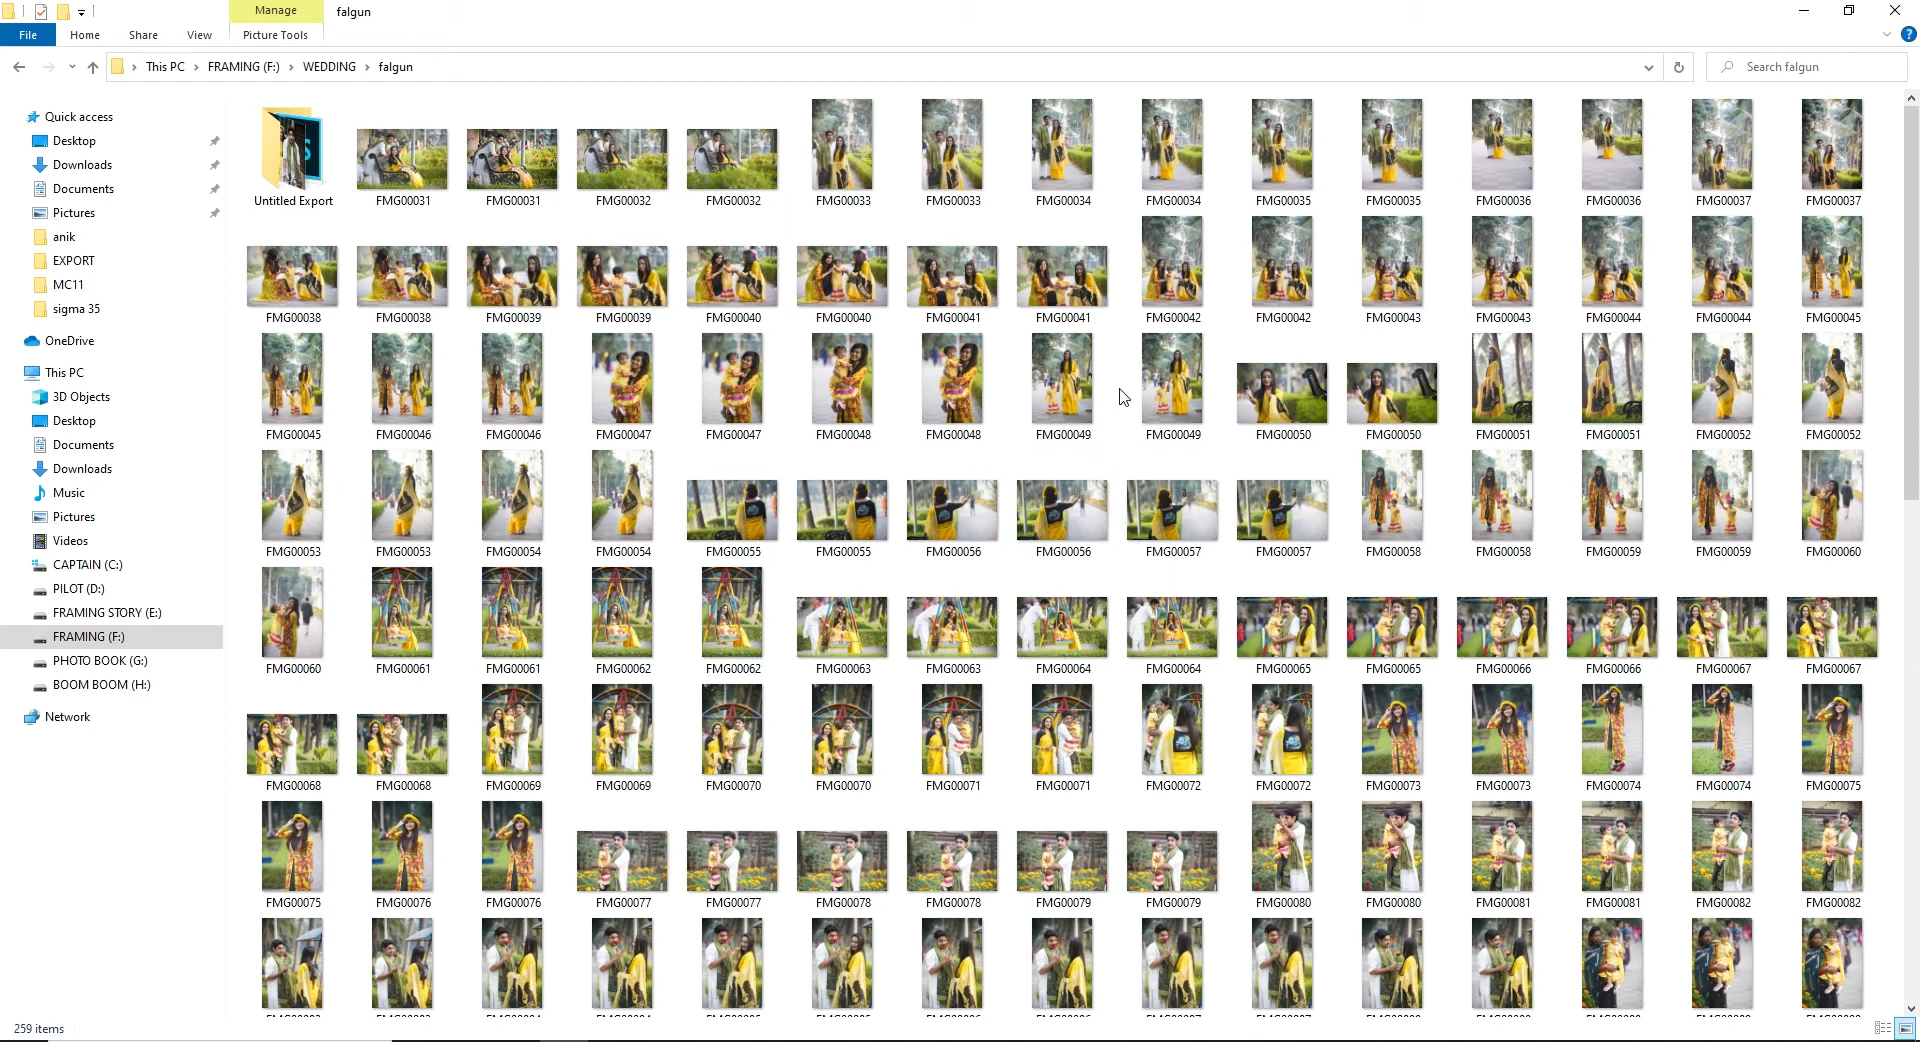 Manage
falgun
File
Home
Share
View
Picture Tools
This PC
FRAMING (F:)
WEDDING
falgun
Search falgun
Quick access
Desktop
Downloads
Documents
Pictures
anik
EXPORT
MC11
sigma 35
OneDrive
This PC
3D Objects
Desktop
Documents
Downloads
Music
Pictures
Videos
CAPTAIN (C:)
PILOT (D:)
FRAMING STORY (E:)
FRAMING (F:)
PHOTO BOOK (G:)
BOOM BOOM (H:)
Network
Untitled Export FMG00031 FMG00031 FMG00032 FMG00032 FMG00033 FMG00033 FMG00034 FMG00034 FMG00035 FMG00035 FMG00036 FMG00036 FMG00037 FMG00037
FMG00038 FMG00038 FMG00039 FMG00039 FMG00040 FMG00040 FMG00041 FMG00041 FMG00042 FMG00042 FMG00043 FMG00043 FMG00044 FMG00044 FMG00045
FMG00045 FMG00046 FMG00046 FMG00047 FMG00047 FMG00048 FMG00048 FMG00049 FMG00049 FMG00050 FMG00050 FMG00051 FMG00051 FMG00052 FMG00052
FMG00053 FMG00053 FMG00054 FMG00054 FMG00055 FMG00055 FMG00056 FMG00056 FMG00057 FMG00057 FMG00058 FMG00058 FMG00059 FMG00059 FMG00060
FMG00060 FMG00061 FMG00061 FMG00062 FMG00062 FMG00063 FMG00063 FMG00064 FMG00064 FMG00065 FMG00065 FMG00066 FMG00066 FMG00067 FMG00067
FMG00068 FMG00068 FMG00069 FMG00069 FMG00070 FMG00070 FMG00071 FMG00071 FMG00072 FMG00072 FMG00073 FMG00073 FMG00074 FMG00074 FMG00075
FMG00075 FMG00076 FMG00076 FMG00077 FMG00077 FMG00078 FMG00078 FMG00079 FMG00079 FMG00080 FMG00080 FMG00081 FMG00081 FMG00082 FMG00082
259 items